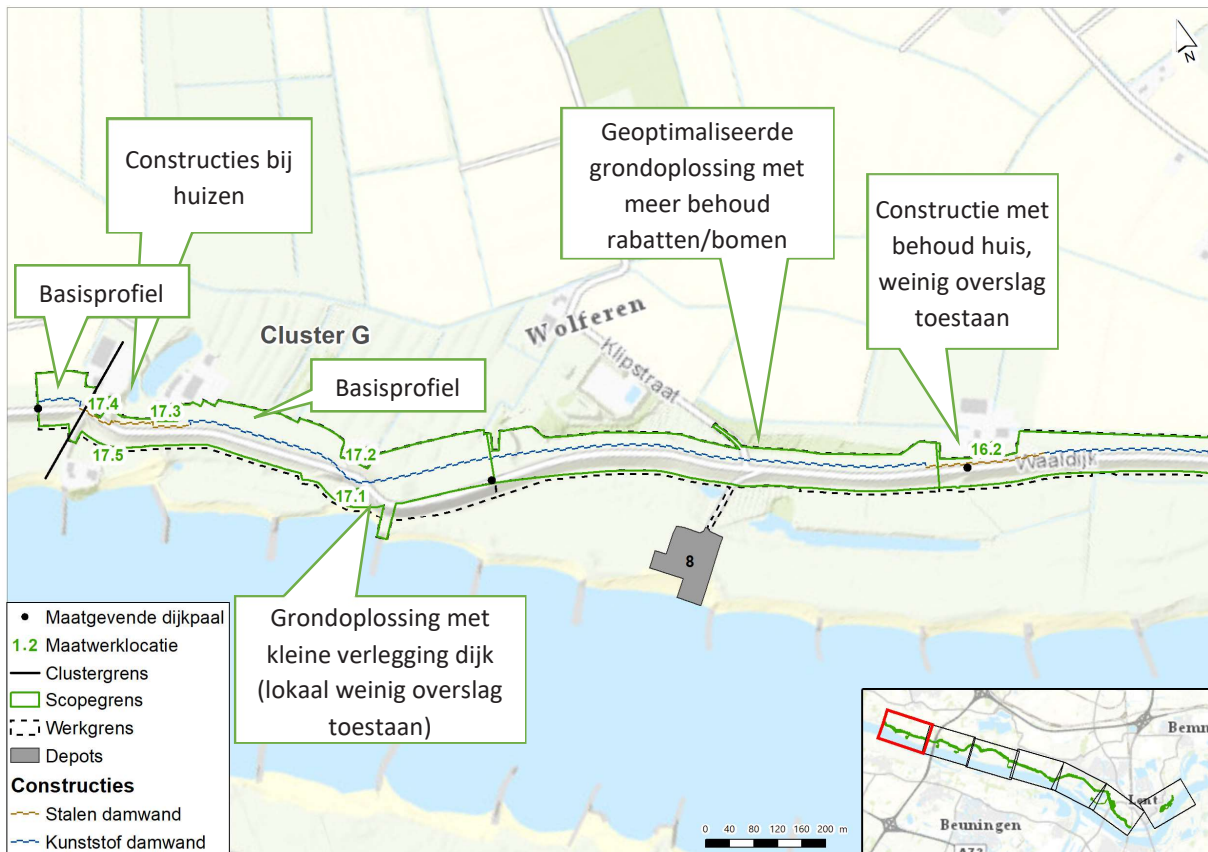 N
Constructies bij
huizen
Geoptimaliseerde
grondoplossing met
meer behoud
rabatten/bomen
Constructie met
behoud huis,
weinig overslag
toestaan
Basisprofiel
Cluster G
Wolferen
Klipstraat
Basisprofiel
17.4
17.3
17.5
17.2
17.1
16.2
Waaldijk
8
Grondoplossing met
kleine verlegging dijk
(lokaal weinig overslag
toestaan)
Maatgevende dijkpaal
1.2 Maatwerklocatie
Clustergrens
Scopegrens
Werkgrens
Depots
Constructies
Stalen damwand
Kunststof damwand
0 40 80 120 160 200 m
Bemm
Lent
Beuningen
A73